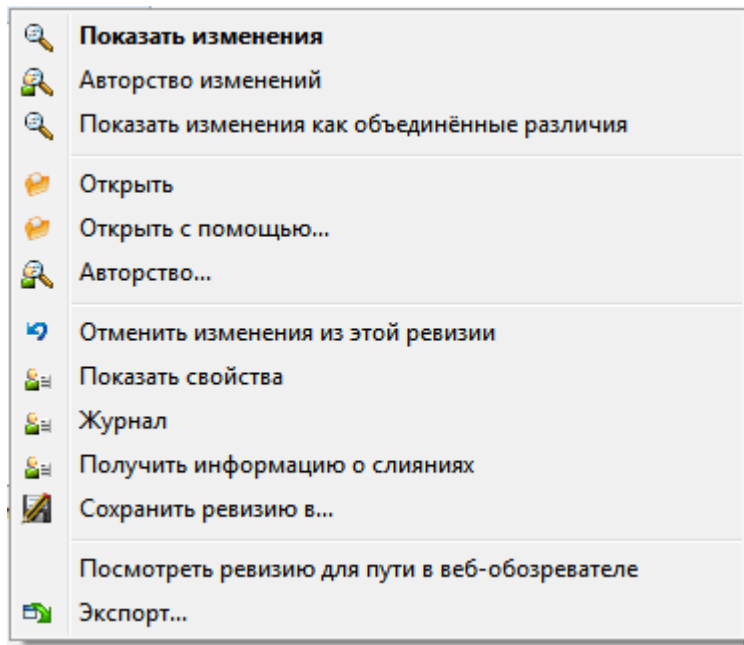 Показать изменения
Авторство изменений
Показать изменения как объединённые различия
Открыть
Открыть с помощью...
Авторство...
Отменить изменения из этой ревизии
Показать свойства
Журнал
Получить информацию о слияниях
Сохранить ревизию в...
Посмотреть ревизию для пути в веб-обозревателе
Экспорт...